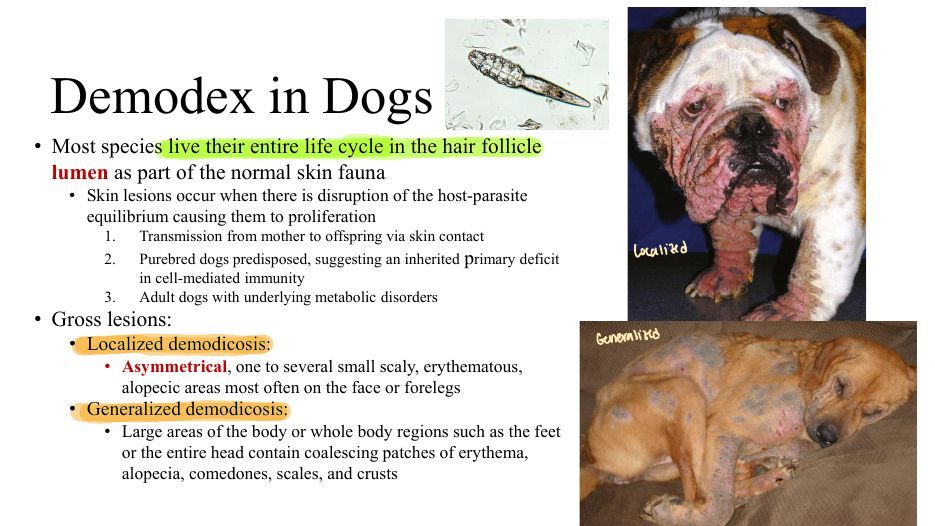 Demodex in Dogs
• Most species live their entire life cycle in the hair follicle
lumen as part of the normal skin fauna
• Skin lesions occur when there is disruption of the host-parasite
equilibrium causing them to proliferation
1. Transmission from mother to offspring via skin contact
2. Purebred dogs predisposed, suggesting an inherited primary deficit
in cell-mediated immunity
3. Adult dogs with underlying metabolic disorders
• Gross lesions:
• Localized demodicosis:
• Asymmetrical, one to several small scaly, erythematous,
alopecic areas most often on the face or forelegs
• Generalized demodicosis:
• Large areas of the body or whole body regions such as the feet
or the entire head contain coalescing patches of erythema,
alopecia, comedones, scales, and crusts
Localized
Generalized